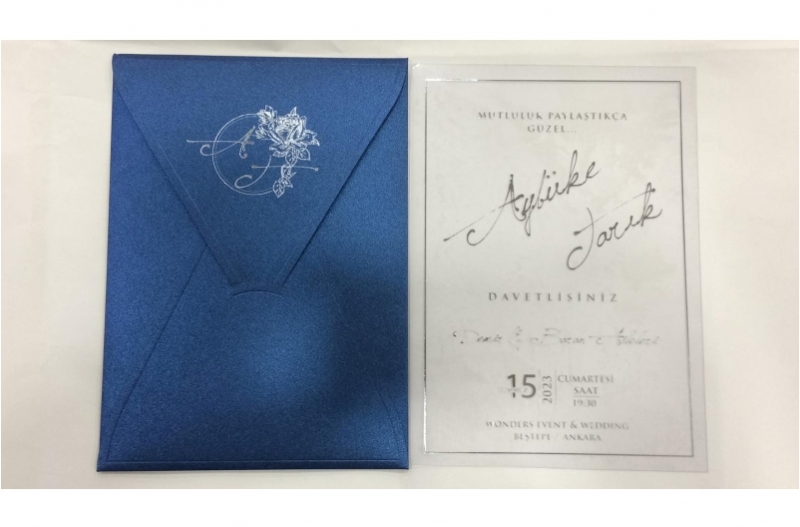 A
T
MUTLULUK PAYLAŞTIKÇA
GÜZEL...
Aybüke
Tarık
DAVETLİSİNİZ
15
2023
CUMARTESİ
SAAT
19:30
WONDERS EVENT & WEDDING
BEŞTEPE / ANKARA